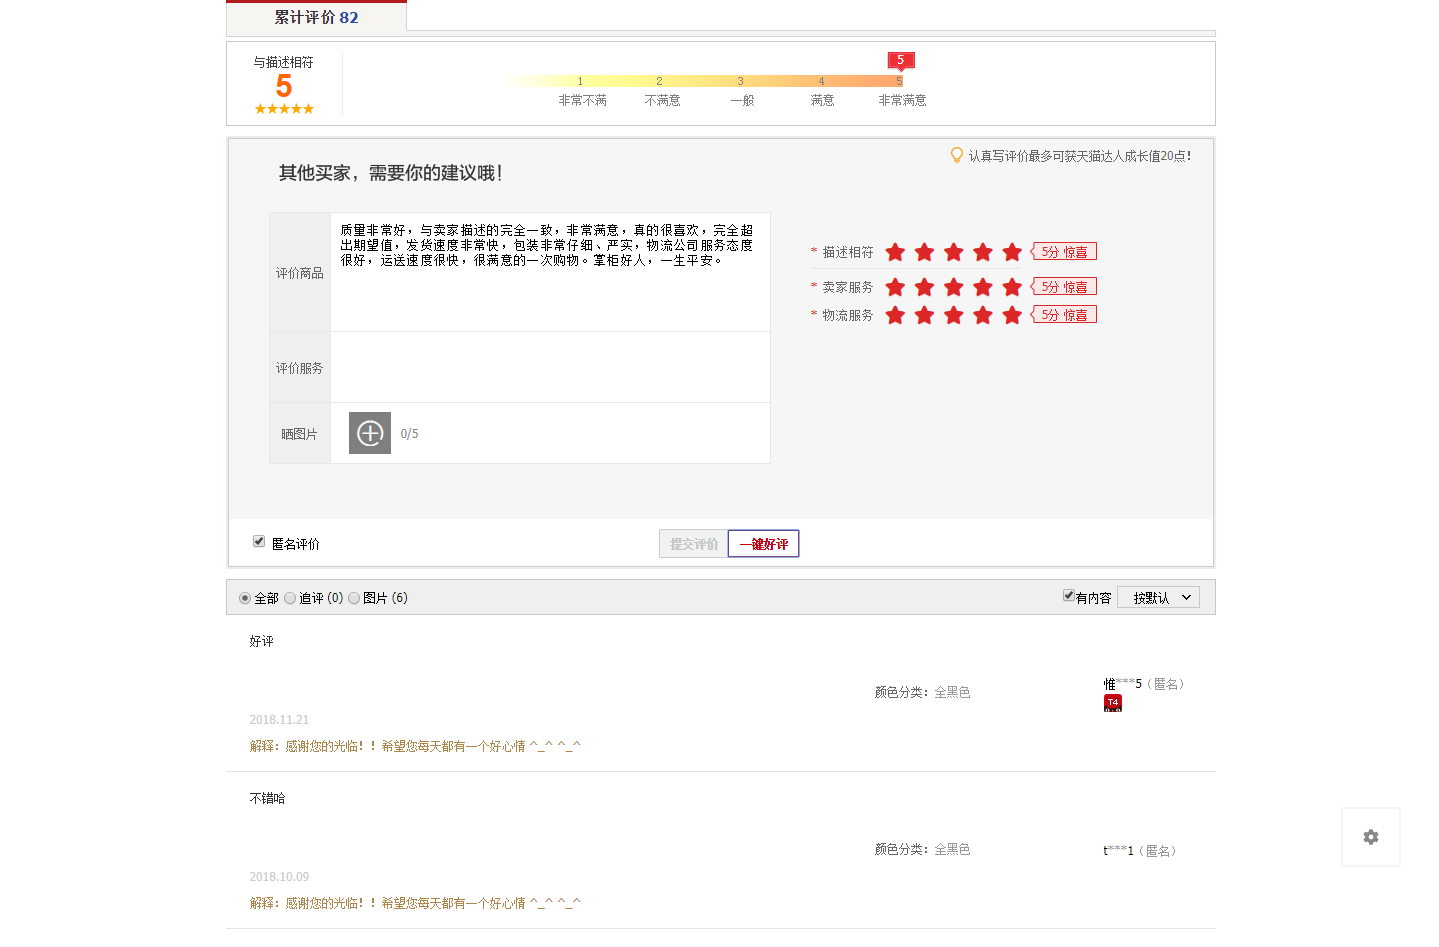 累计评价 82
与描述相符
5
5
1 2 3 4 5
非常不满 不满意 一般 满意 非常满意
认真写评价最多可获天猫达人成长值20点!
其他买家，需要你的建议哦！
评价商品
质量非常好，与卖家描述的完全一致，非常满意，真的很喜欢，完全超
出期望值，发货速度非常快，包装非常仔细、严实，物流公司服务态度
很好，运送速度很快，很满意的一次购物。掌柜好人，一生平安。
* 描述相符 5分 惊喜
* 卖家服务 5分 惊喜
* 物流服务 5分 惊喜
评价服务
晒图片 0/5
匿名评价 提交评价 一键好评
全部 追评 (0) 图片 (6) 有内容 按默认
好评
颜色分类：全黑色
惟***5（匿名）
T4
2018.11.21
解释：感谢您的光临！！希望您每天都有一个好心情 ^_^ ^_^
不错哈
颜色分类：全黑色
t***1（匿名）
2018.10.09
解释：感谢您的光临！！希望您每天都有一个好心情 ^_^ ^_^